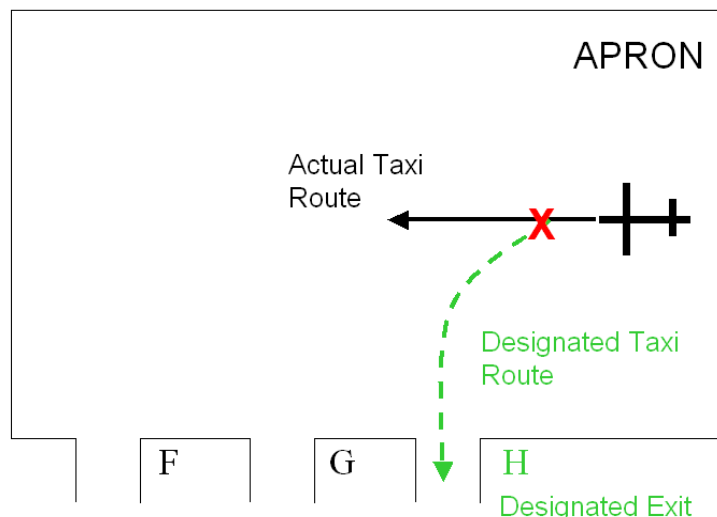 APRON
Actual Taxi
Route
X
Designated Taxi
Route
F
G
H
Designated Exit